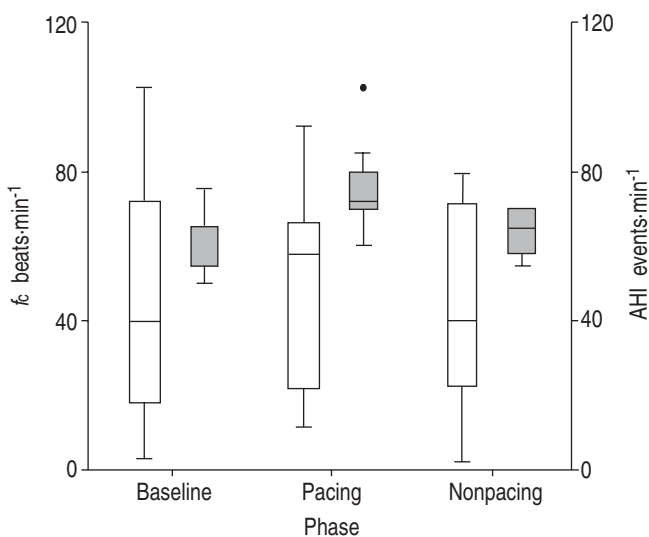 120
80
40
0
fc beats·min-1
120
80
40
0
AHI events·min-1
Baseline
Pacing
Nonpacing
Phase